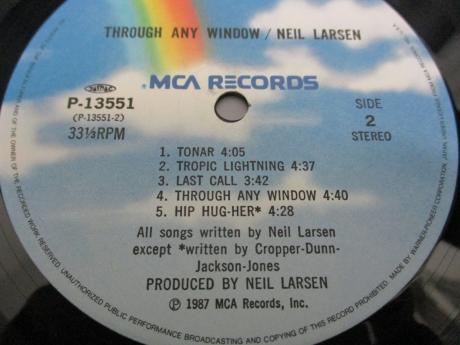 THROUGH ANY WINDOW / NEIL LARSEN
MCA RECORDS
P-13551
(P-13551-2)
33⅓RPM
SIDE
2
STEREO
1. TONAR 4:05
2. TROPIC LIGHTNING 4:37
3. LAST CALL 3:42
4. THROUGH ANY WINDOW 4:40
5. HIP HUG-HER* 4:28
All songs written by Neil Larsen
except *written by Cropper-Dunn-
Jackson-Jones
PRODUCED BY NEIL LARSEN
℗ 1987 MCA Records, Inc.
OF THE OWNER OF THE RECORDED WORK RESERVED. UNAUTHORIZED PUBLIC PERFORMANCE BROADCASTING AND COPYING OF THIS RECORD PROHIBITED. MADE BY WARNER-PIONEER CORPORATION, JAPAN